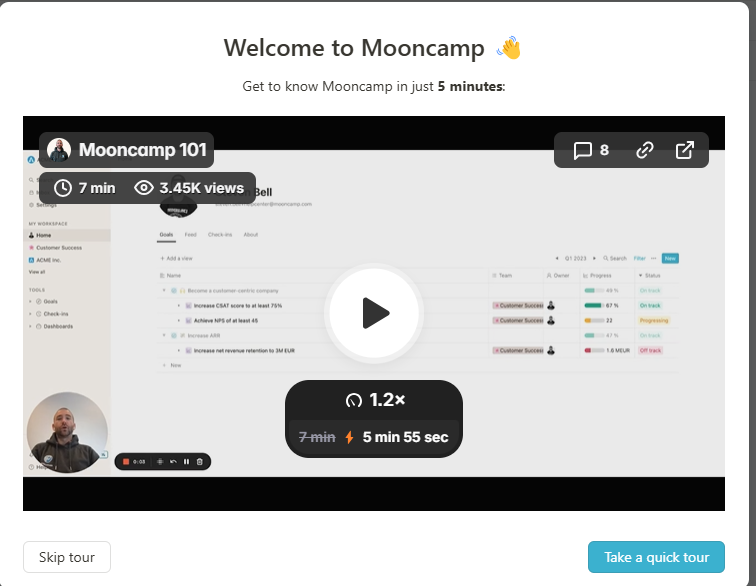 Welcome to Mooncamp 👋
Get to know Mooncamp in just 5 minutes:
Mooncamp 101
8
7 min
3.45K views
Bell
MY WORKSPACE
Home
Customer Success
ACME Inc.
View all
TOOLS
Goals
Check-ins
Dashboards
Goals Feed Check-ins About
+ Add a view
Q1 2023 Search Filter New
Name Team Owner Progress Status
Become a customer-centric company 49 % On track
Increase CSAT score to at least 75% Customer Success 67 % On track
Achieve NPS of at least 45 Customer Success 22 Progressing
Increase ARR 47 % On track
Increase net revenue retention to 3M EUR Customer Success 1.8 MEUR Off track
+ New
1.2×
7 min 5 min 55 sec
0:08
Skip tour
Take a quick tour